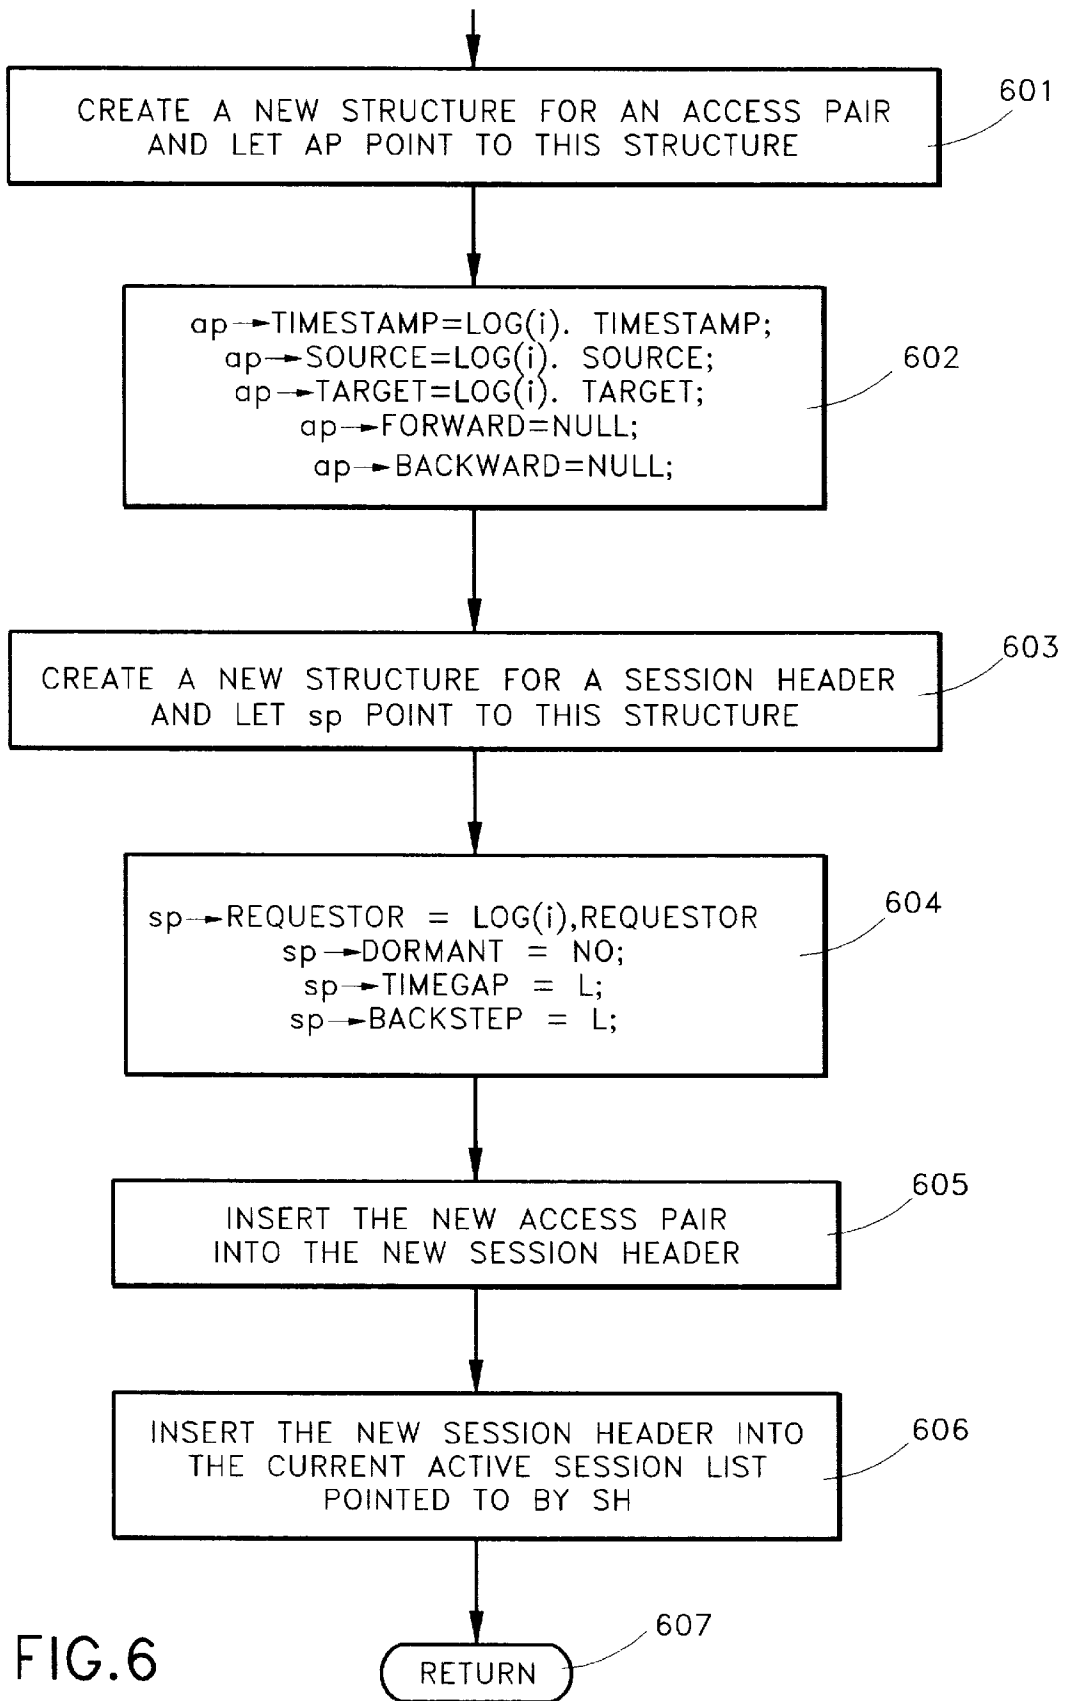 CREATE A NEW STRUCTURE FOR AN ACCESS PAIR
AND LET AP POINT TO THIS STRUCTURE
601
ap→TIMESTAMP=LOG(i). TIMESTAMP;
ap→SOURCE=LOG(i). SOURCE;
ap→TARGET=LOG(i). TARGET;
ap→FORWARD=NULL;
ap→BACKWARD=NULL;
602
CREATE A NEW STRUCTURE FOR A SESSION HEADER
AND LET sp POINT TO THIS STRUCTURE
603
sp→REQUESTOR = LOG(i),REQUESTOR
sp→DORMANT = NO;
sp→TIMEGAP = L;
sp→BACKSTEP = L;
604
INSERT THE NEW ACCESS PAIR
INTO THE NEW SESSION HEADER
605
INSERT THE NEW SESSION HEADER INTO
THE CURRENT ACTIVE SESSION LIST
POINTED TO BY SH
606
RETURN
607
FIG.6